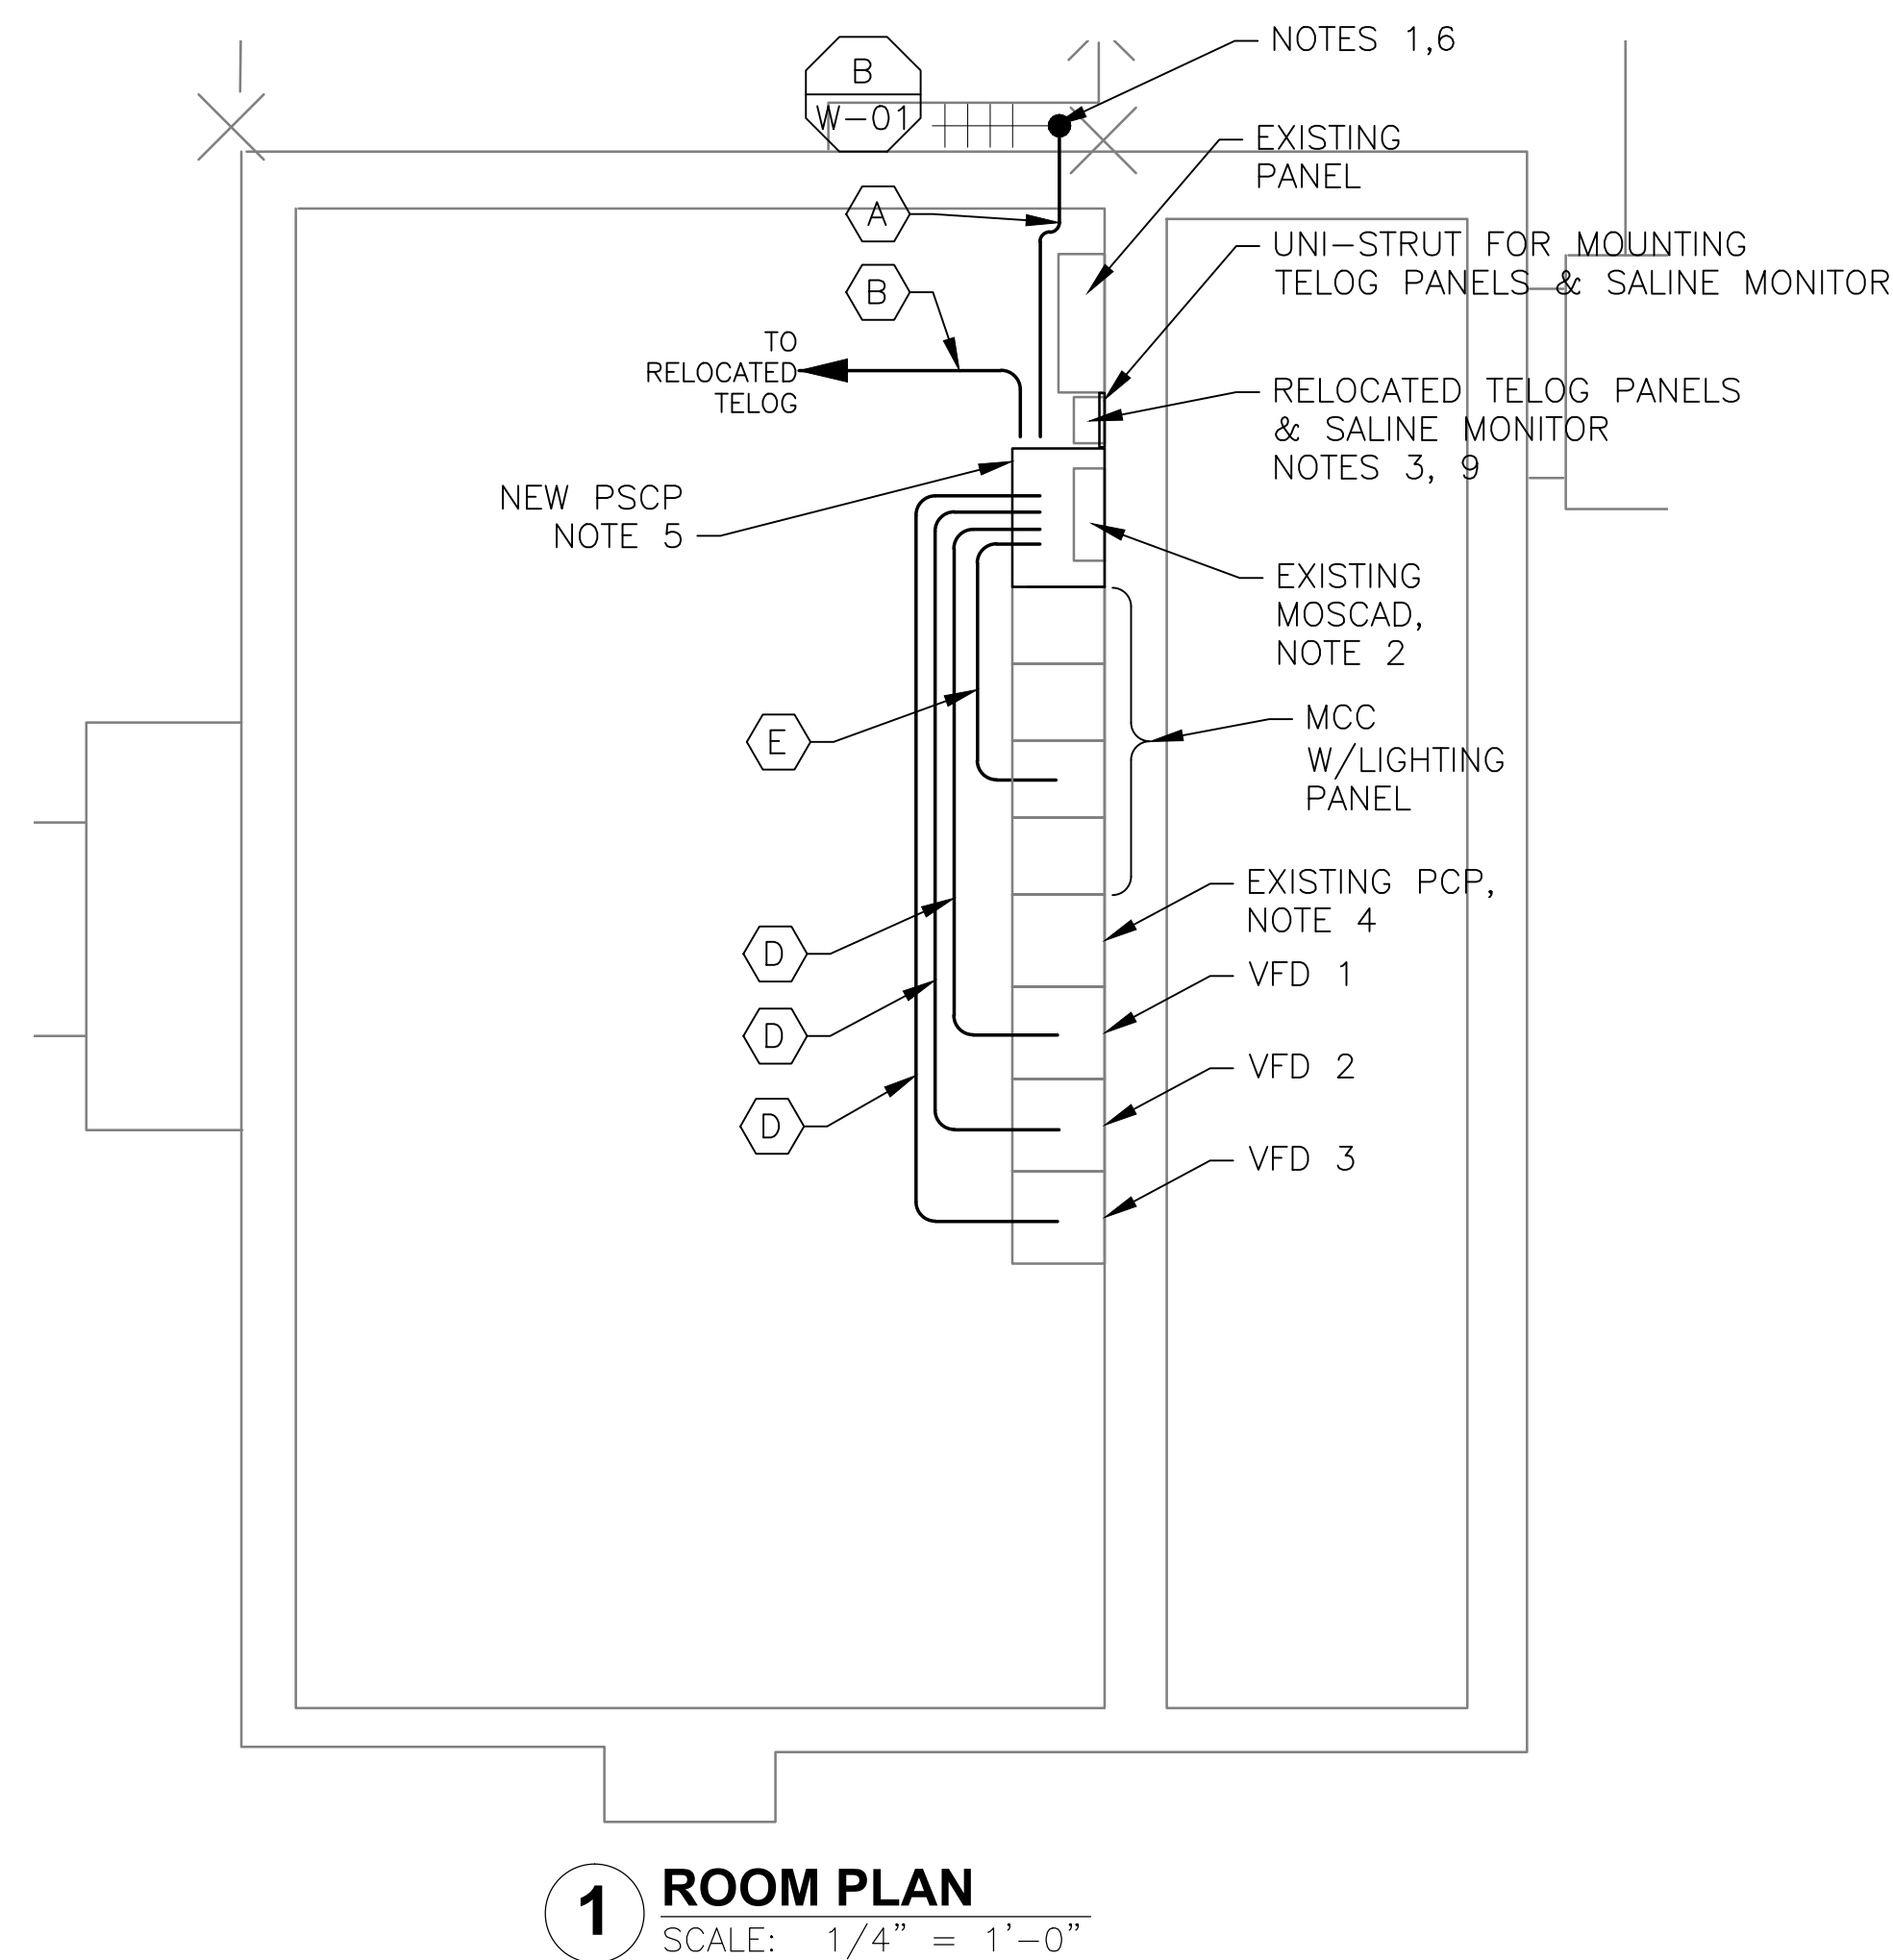 NOTES 1,6
B
W-01
EXISTING
PANEL
A
UNI-STRUT FOR MOUNTING
TELOG PANELS & SALINE MONITOR
B
TO
RELOCATED
TELOG
RELOCATED TELOG PANELS
& SALINE MONITOR
NOTES 3, 9
NEW PSCP
NOTE 5
EXISTING
MOSCAD,
NOTE 2
E
MCC
W/LIGHTING
PANEL
EXISTING PCP,
NOTE 4
D
VFD 1
D
VFD 2
D
VFD 3
1
ROOM PLAN
SCALE: 1/4" = 1'-0"